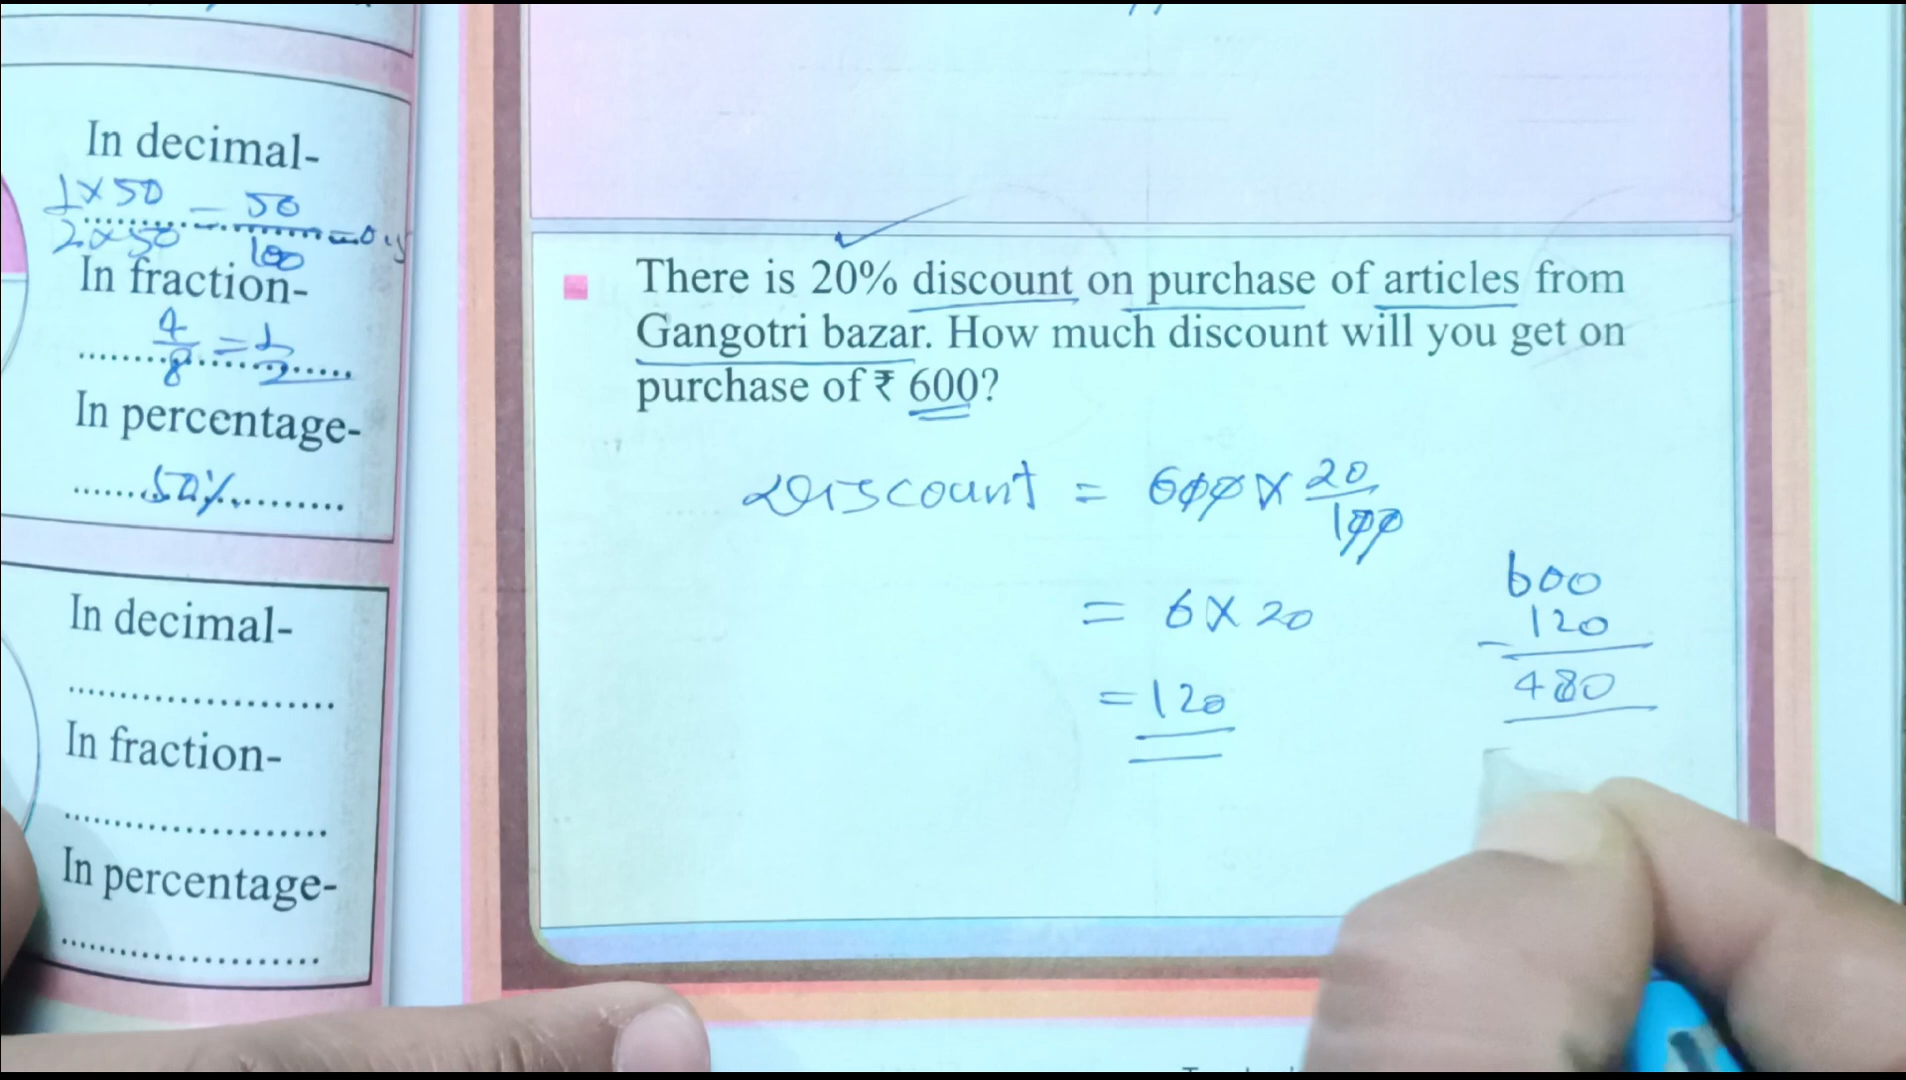 In decimal-
1 × 50 / 2 × 50 = 50 / 100 = 0.5
In fraction-
4/8 = 1/2
In percentage-
50%
In decimal-
In fraction-
In percentage-
There is 20% discount on purchase of articles from
Gangotri bazar. How much discount will you get on
purchase of ₹ 600?
Discount = 600 × 20/100
= 6 × 20
= 120
600
- 120
480